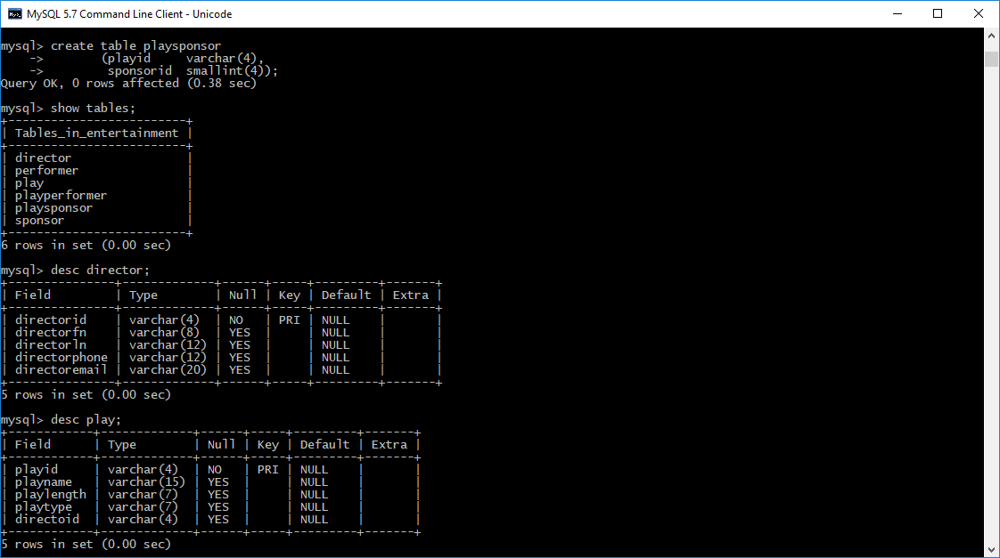 MySQL 5.7 Command Line Client - Unicode
mysql> create table playsponsor
    ->        (playid     varchar(4),
    ->         sponsorid  smallint(4));
Query OK, 0 rows affected (0.38 sec)
mysql> show tables;
+-------------------------+
| Tables_in_entertainment |
+-------------------------+
| director                |
| performer               |
| play                    |
| playperformer           |
| playsponsor             |
| sponsor                 |
+-------------------------+
6 rows in set (0.00 sec)
mysql> desc director;
+---------------+-------------+------+-----+---------+-------+
| Field         | Type        | Null | Key | Default | Extra |
+---------------+-------------+------+-----+---------+-------+
| directorid    | varchar(4)  | NO   | PRI | NULL    |       |
| directorfn    | varchar(8)  | YES  |     | NULL    |       |
| directorln    | varchar(12) | YES  |     | NULL    |       |
| directorphone | varchar(12) | YES  |     | NULL    |       |
| directoremail | varchar(20) | YES  |     | NULL    |       |
+---------------+-------------+------+-----+---------+-------+
5 rows in set (0.00 sec)
mysql> desc play;
+------------+-------------+------+-----+---------+-------+
| Field      | Type        | Null | Key | Default | Extra |
+------------+-------------+------+-----+---------+-------+
| playid     | varchar(4)  | NO   | PRI | NULL    |       |
| playname   | varchar(15) | YES  |     | NULL    |       |
| playlength | varchar(7)  | YES  |     | NULL    |       |
| playtype   | varchar(7)  | YES  |     | NULL    |       |
| directoid  | varchar(4)  | YES  |     | NULL    |       |
+------------+-------------+------+-----+---------+-------+
5 rows in set (0.00 sec)